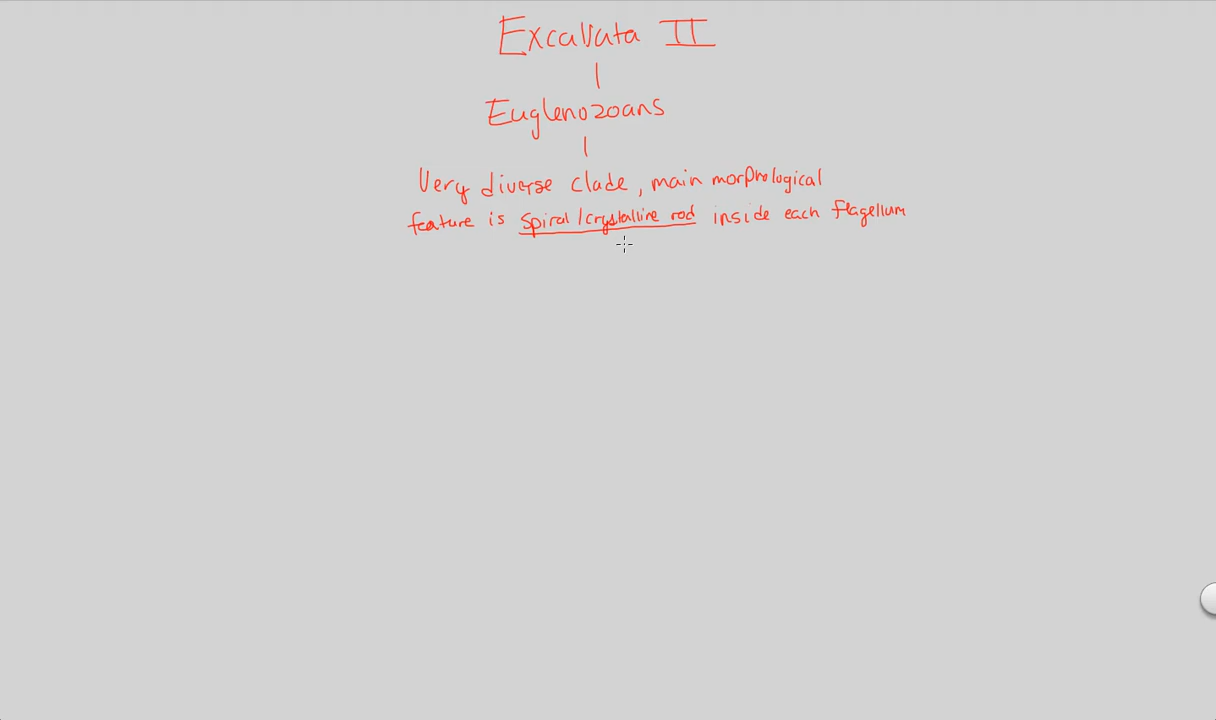 Excavata II
Euglenozoans
Very diverse clade, main morphological
feature is spiral/crystalline rod inside each flagellum